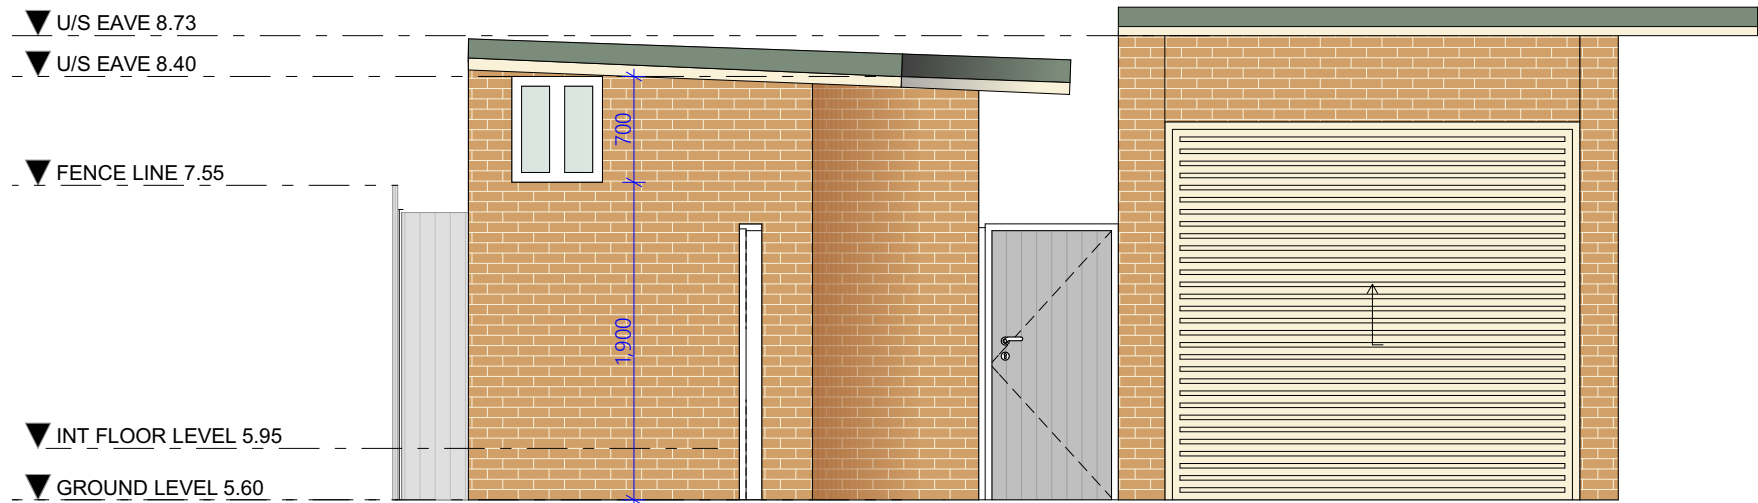 U/S EAVE 8.73
U/S EAVE 8.40
700
FENCE LINE 7.55
1,900
INT FLOOR LEVEL 5.95
GROUND LEVEL 5.60